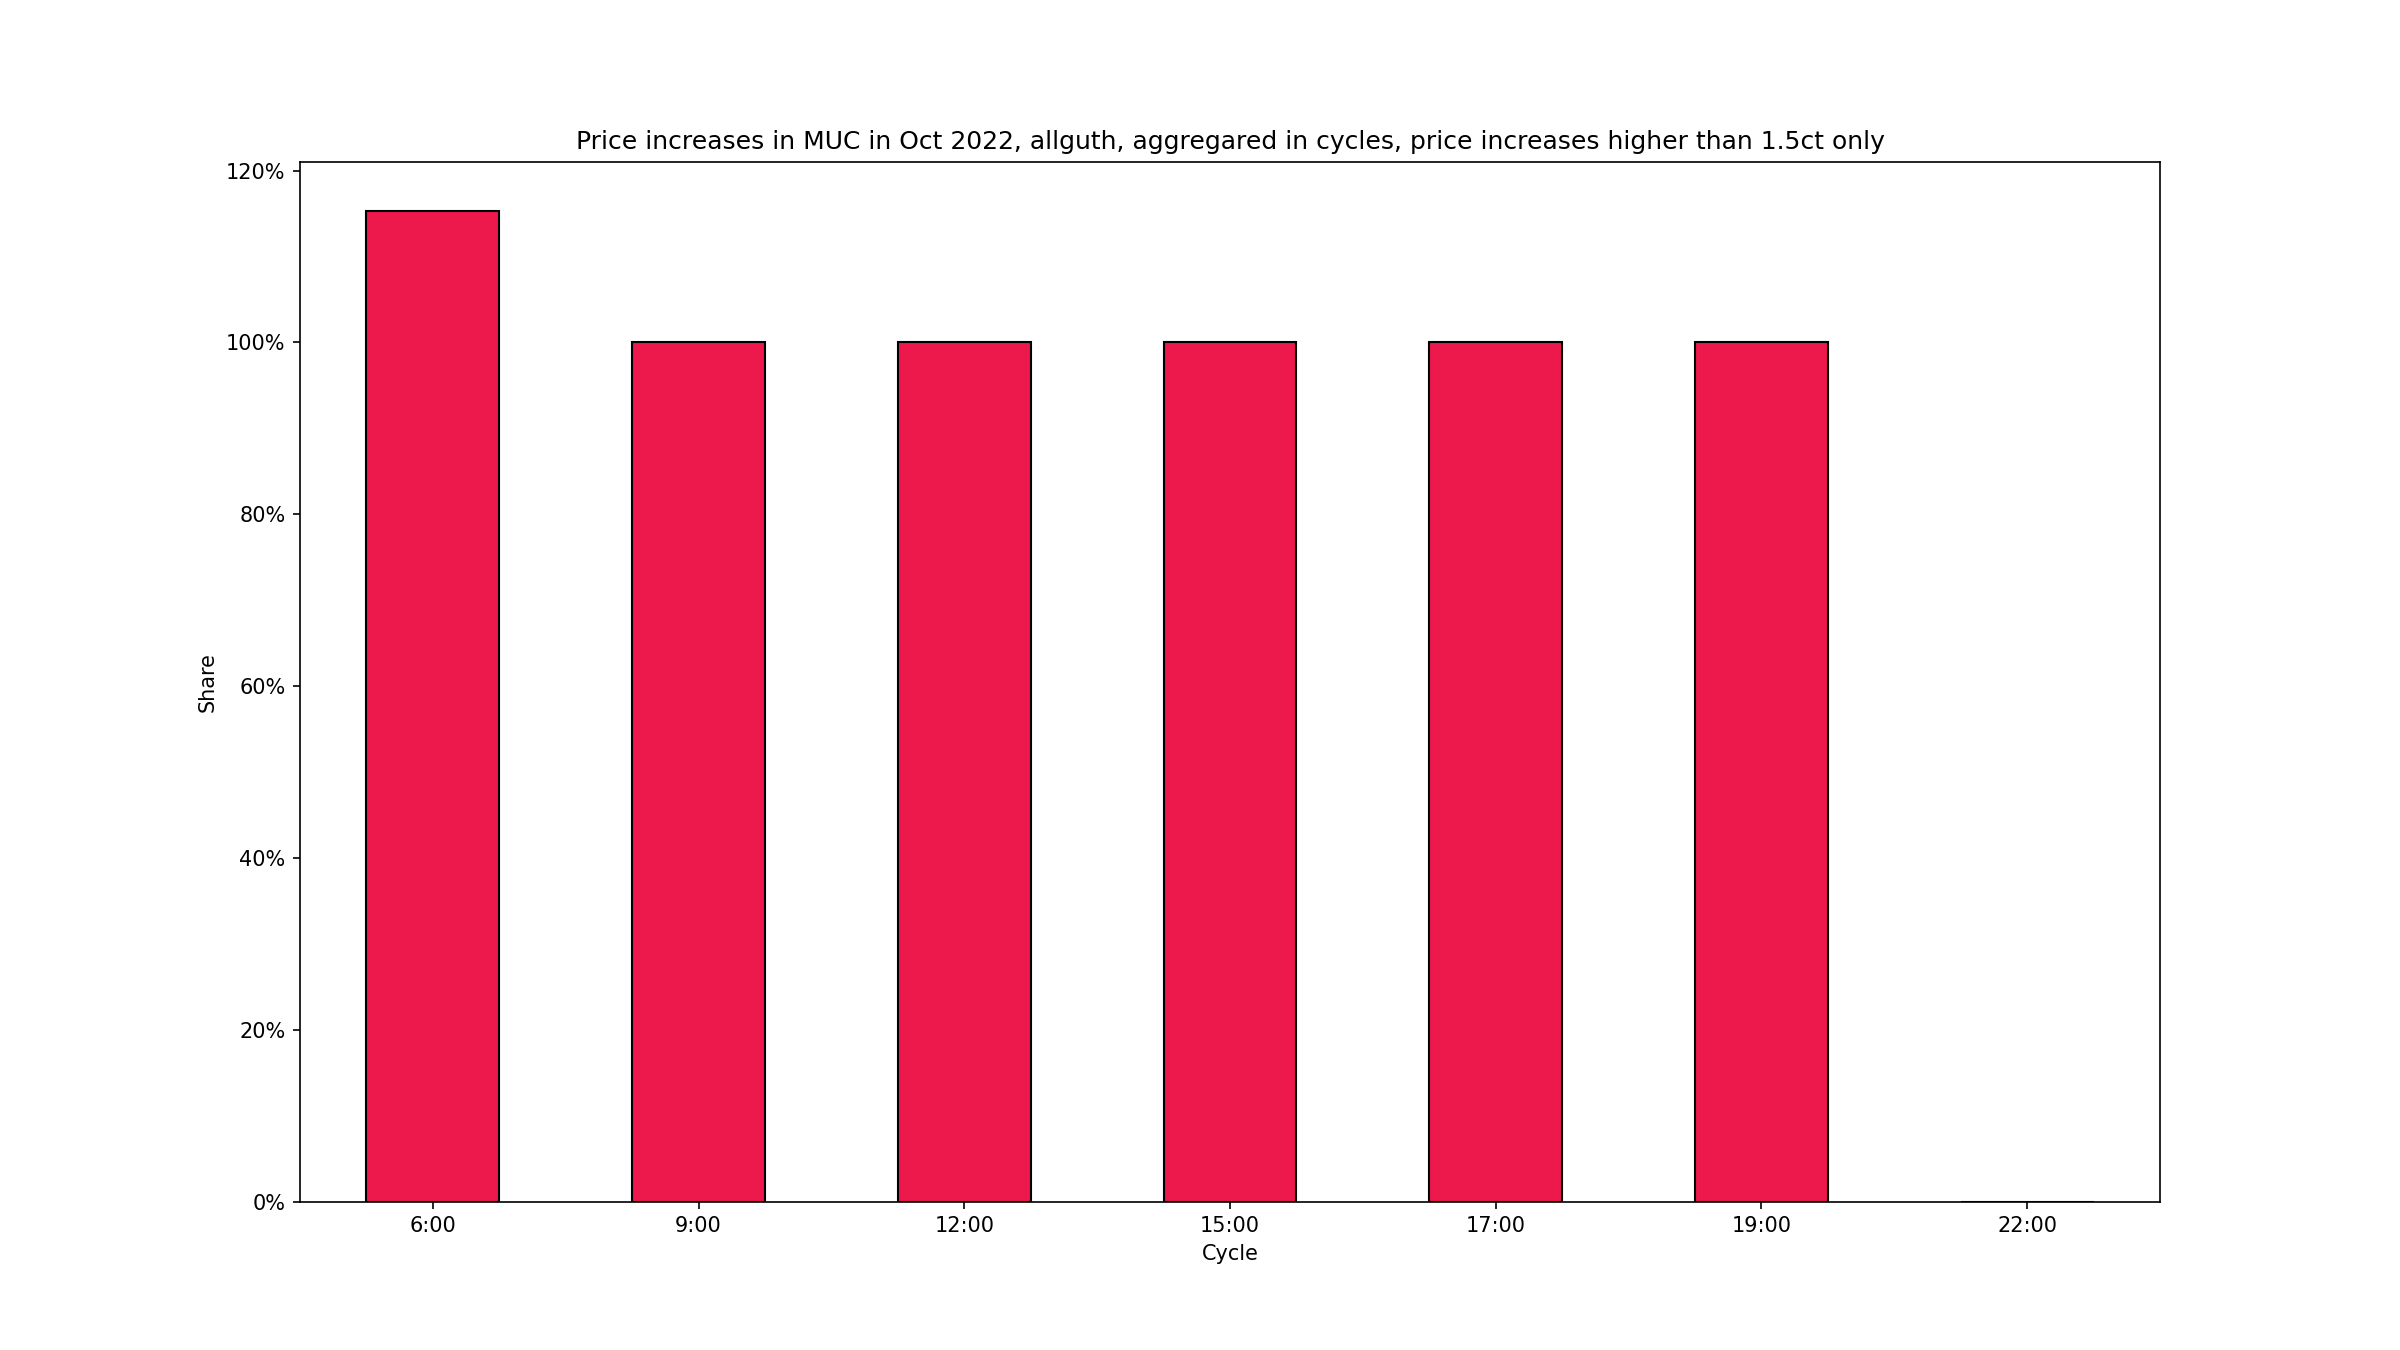 Price increases in MUC in Oct 2022, allguth, aggregared in cycles, price increases higher than 1.5ct only
120%
100%
80%
60%
40%
20%
0%
Share
6:00 9:00 12:00 15:00 17:00 19:00 22:00
Cycle